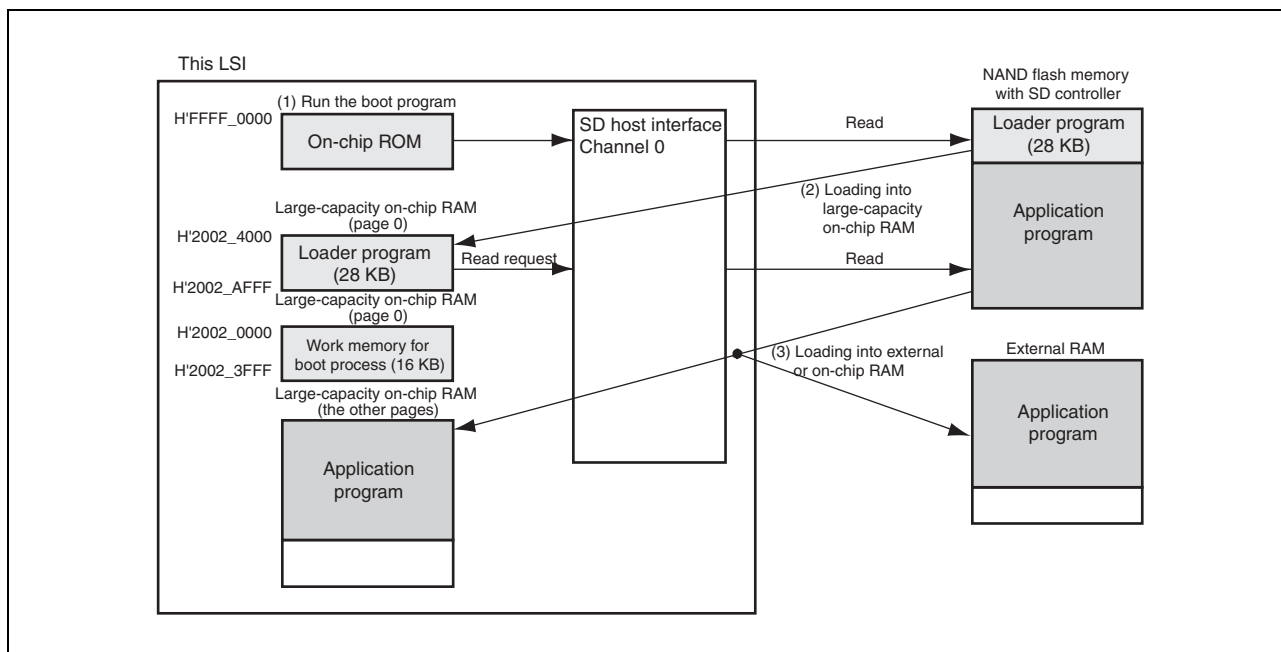 This LSI
(1) Run the boot program
H'FFFF_0000
On-chip ROM
Large-capacity on-chip RAM
(page 0)
H'2002_4000
Loader program
(28 KB)
H'2002_AFFF
Read request
Large-capacity on-chip RAM
(page 0)
H'2002_0000
Work memory for
boot process (16 KB)
H'2002_3FFF
Large-capacity on-chip RAM
(the other pages)
Application
program
SD host interface
Channel 0
Read
(2) Loading into
large-capacity
on-chip RAM
Read
(3) Loading into external
or on-chip RAM
NAND flash memory
with SD controller
Loader program
(28 KB)
Application
program
External RAM
Application
program